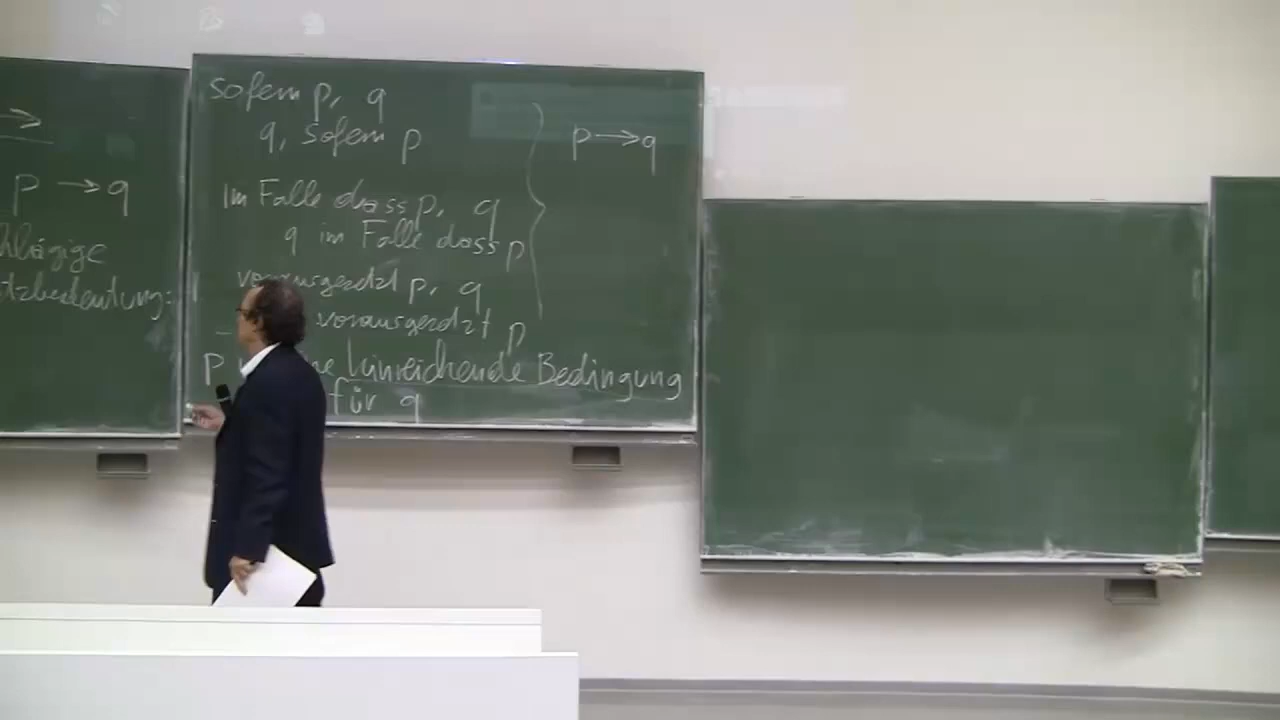 p → q
sofern p, q
q, sofern p
p → q
Im Falle dass p, q
q im Falle dass p
vorausgesetzt p, q
vorausgesetzt p
p hinreichende Bedingung
für q